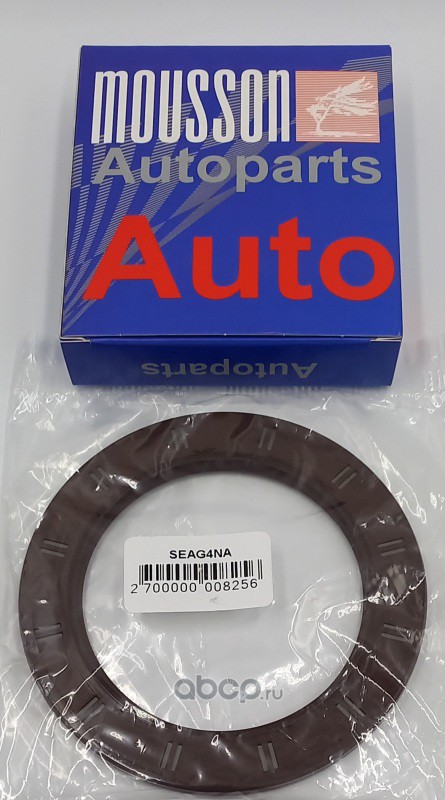 mousson
Autoparts
Auto
Autoparts
SEAG4NA
2 700000 008256
abcp.ru